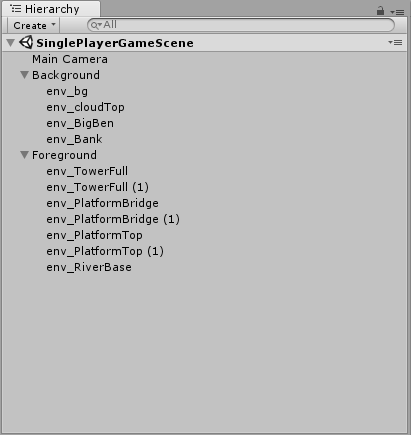 Hierarchy
Create All
SinglePlayerGameScene
Main Camera
Background
env_bg
env_cloudTop
env_BigBen
env_Bank
Foreground
env_TowerFull
env_TowerFull (1)
env_PlatformBridge
env_PlatformBridge (1)
env_PlatformTop
env_PlatformTop (1)
env_RiverBase